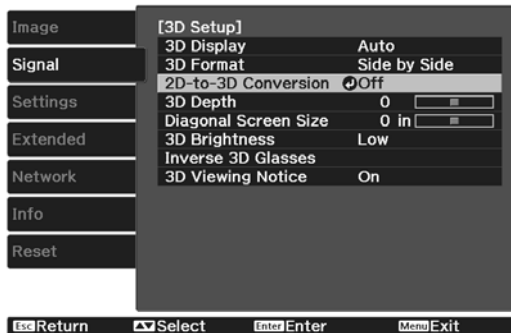 Image
Signal
Settings
Extended
Network
Info
Reset
[3D Setup]
3D Display Auto
3D Format Side by Side
2D-to-3D Conversion Off
3D Depth 0
Diagonal Screen Size 0 in
3D Brightness Low
Inverse 3D Glasses
3D Viewing Notice On
Esc Return Select Enter Enter Menu Exit